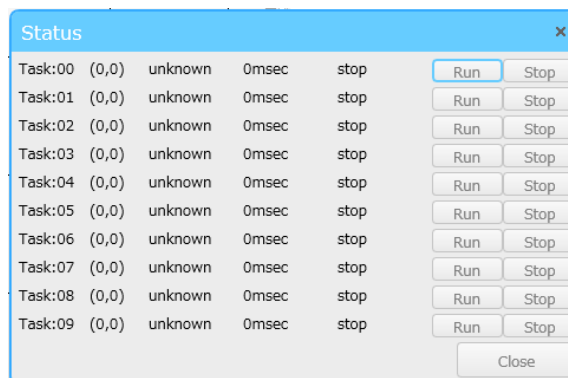 Status ×
Task:00 (0,0) unknown 0msec stop Run Stop
Task:01 (0,0) unknown 0msec stop Run Stop
Task:02 (0,0) unknown 0msec stop Run Stop
Task:03 (0,0) unknown 0msec stop Run Stop
Task:04 (0,0) unknown 0msec stop Run Stop
Task:05 (0,0) unknown 0msec stop Run Stop
Task:06 (0,0) unknown 0msec stop Run Stop
Task:07 (0,0) unknown 0msec stop Run Stop
Task:08 (0,0) unknown 0msec stop Run Stop
Task:09 (0,0) unknown 0msec stop Run Stop
Close